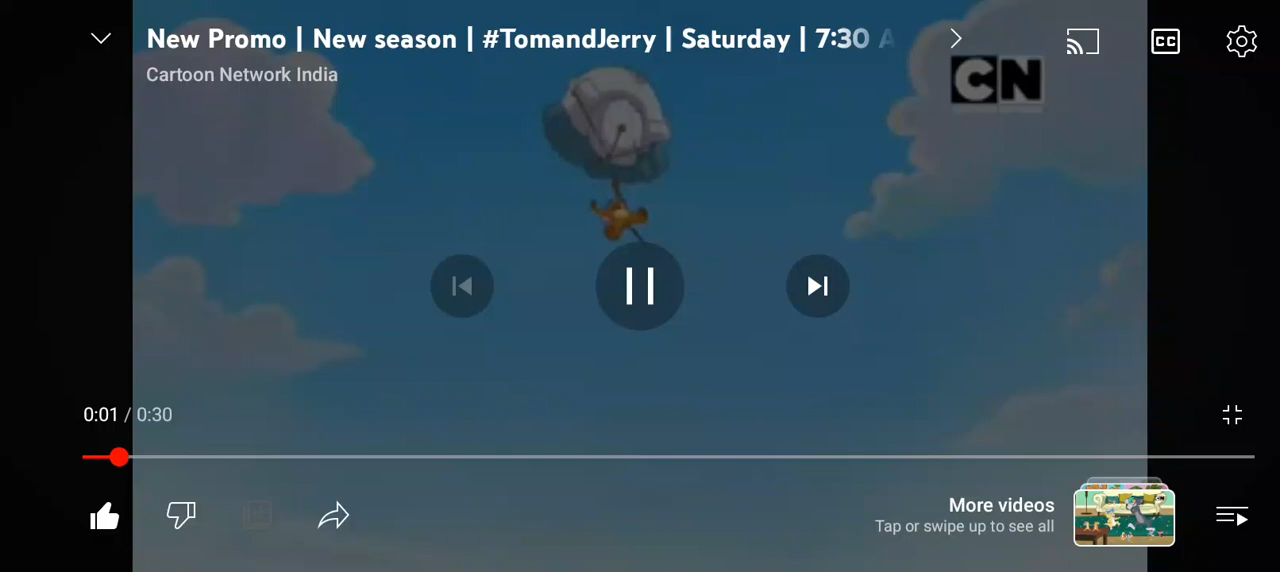 New Promo | New season | #TomandJerry | Saturday | 7:30 A
Cartoon Network India
CN
CC
0:01 / 0:30
More videos
Tap or swipe up to see all